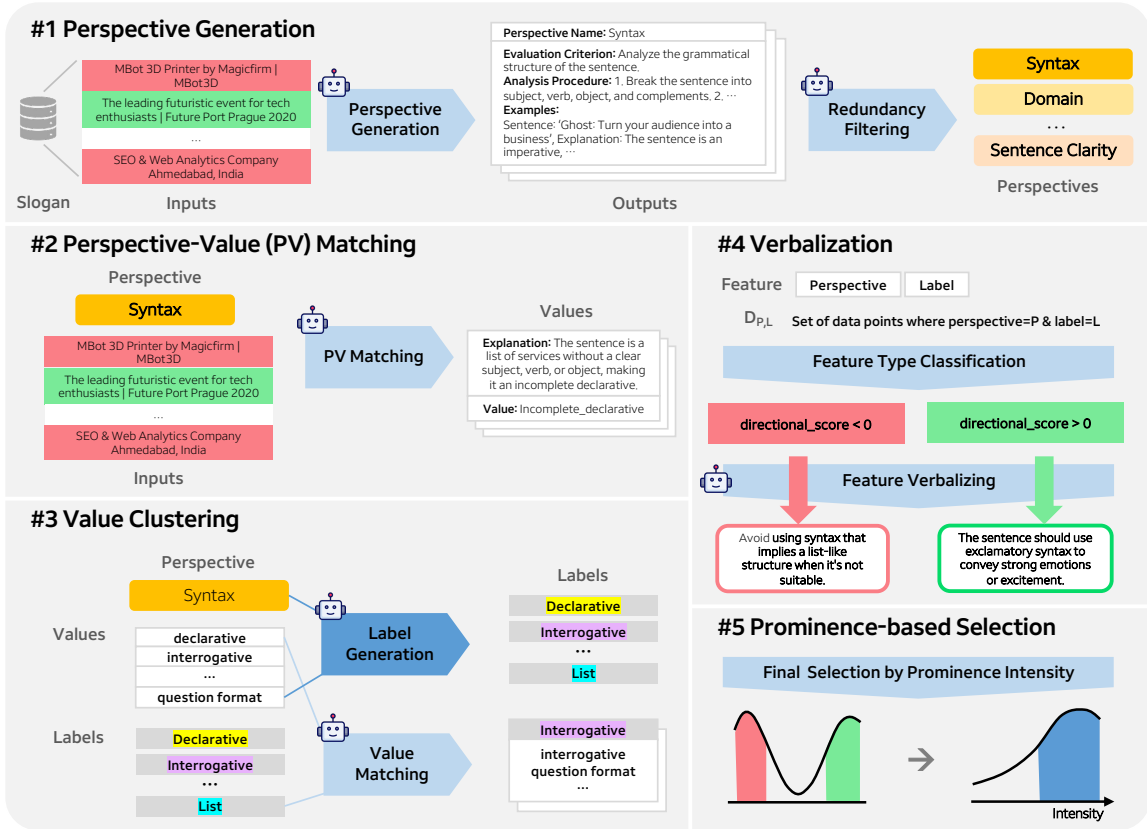 #1 Perspective Generation
MBot 3D Printer by Magicfirm |
MBot3D
The leading futuristic event for tech
enthusiasts | Future Port Prague 2020
...
SEO & Web Analytics Company
Ahmedabad, India
Slogan
Inputs
Perspective
Generation
Perspective Name: Syntax
Evaluation Criterion: Analyze the grammatical
structure of the sentence.
Analysis Procedure: 1. Break the sentence into
subject, verb, object, and complements. 2. ...
Examples:
Sentence: 'Ghost: Turn your audience into a
business', Explanation: The sentence is an
imperative, ...
Outputs
Redundancy
Filtering
Syntax
Domain
...
Sentence Clarity
Perspectives
#2 Perspective-Value (PV) Matching
Perspective
Syntax
MBot 3D Printer by Magicfirm |
MBot3D
The leading futuristic event for tech
enthusiasts | Future Port Prague 2020
...
SEO & Web Analytics Company
Ahmedabad, India
Inputs
PV Matching
Values
Explanation: The sentence is a
list of services without a clear
subject, verb, or object, making
it an incomplete declarative.
Value: Incomplete_declarative
#3 Value Clustering
Perspective
Syntax
Values
declarative
interrogative
...
question format
Labels
Declarative
Interrogative
...
List
Label
Generation
Value
Matching
Labels
Declarative
Interrogative
...
List
Interrogative
interrogative
question format
...
#4 Verbalization
Feature
Perspective
Label
D_{P,L}
Set of data points where perspective=P & label=L
Feature Type Classification
directional_score < 0
directional_score > 0
Feature Verbalizing
Avoid using syntax that
implies a list-like
structure when it's not
suitable.
The sentence should use
exclamatory syntax to
convey strong emotions
or excitement.
#5 Prominence-based Selection
Final Selection by Prominence Intensity
Intensity